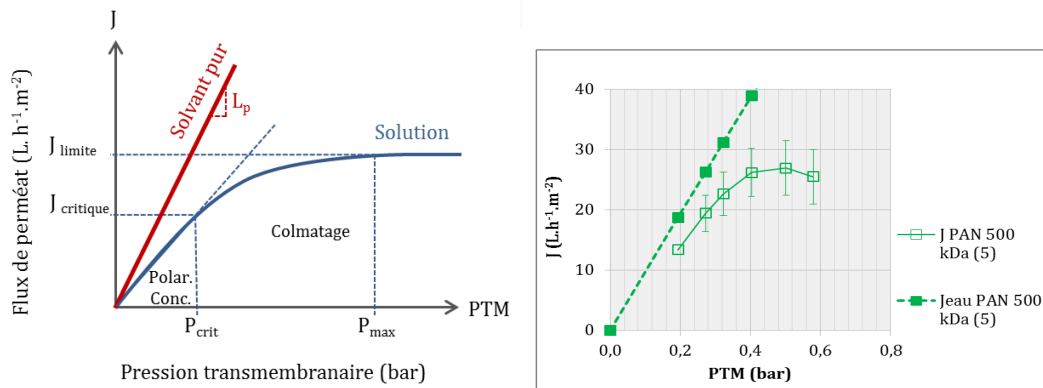 J
Flux de perméat (L. h⁻¹.m⁻²)
Solvant pur
Lₚ
J limite
Solution
J critique
Colmatage
Polar.
Conc.
PTM
P_crit
P_max
Pression transmembranaire (bar)
40
30
20
10
0
J (L.h⁻¹.m⁻²)
0,0
0,2
0,4
0,6
0,8
PTM (bar)
J PAN 500
kDa (5)
Jeau PAN 500
kDa (5)